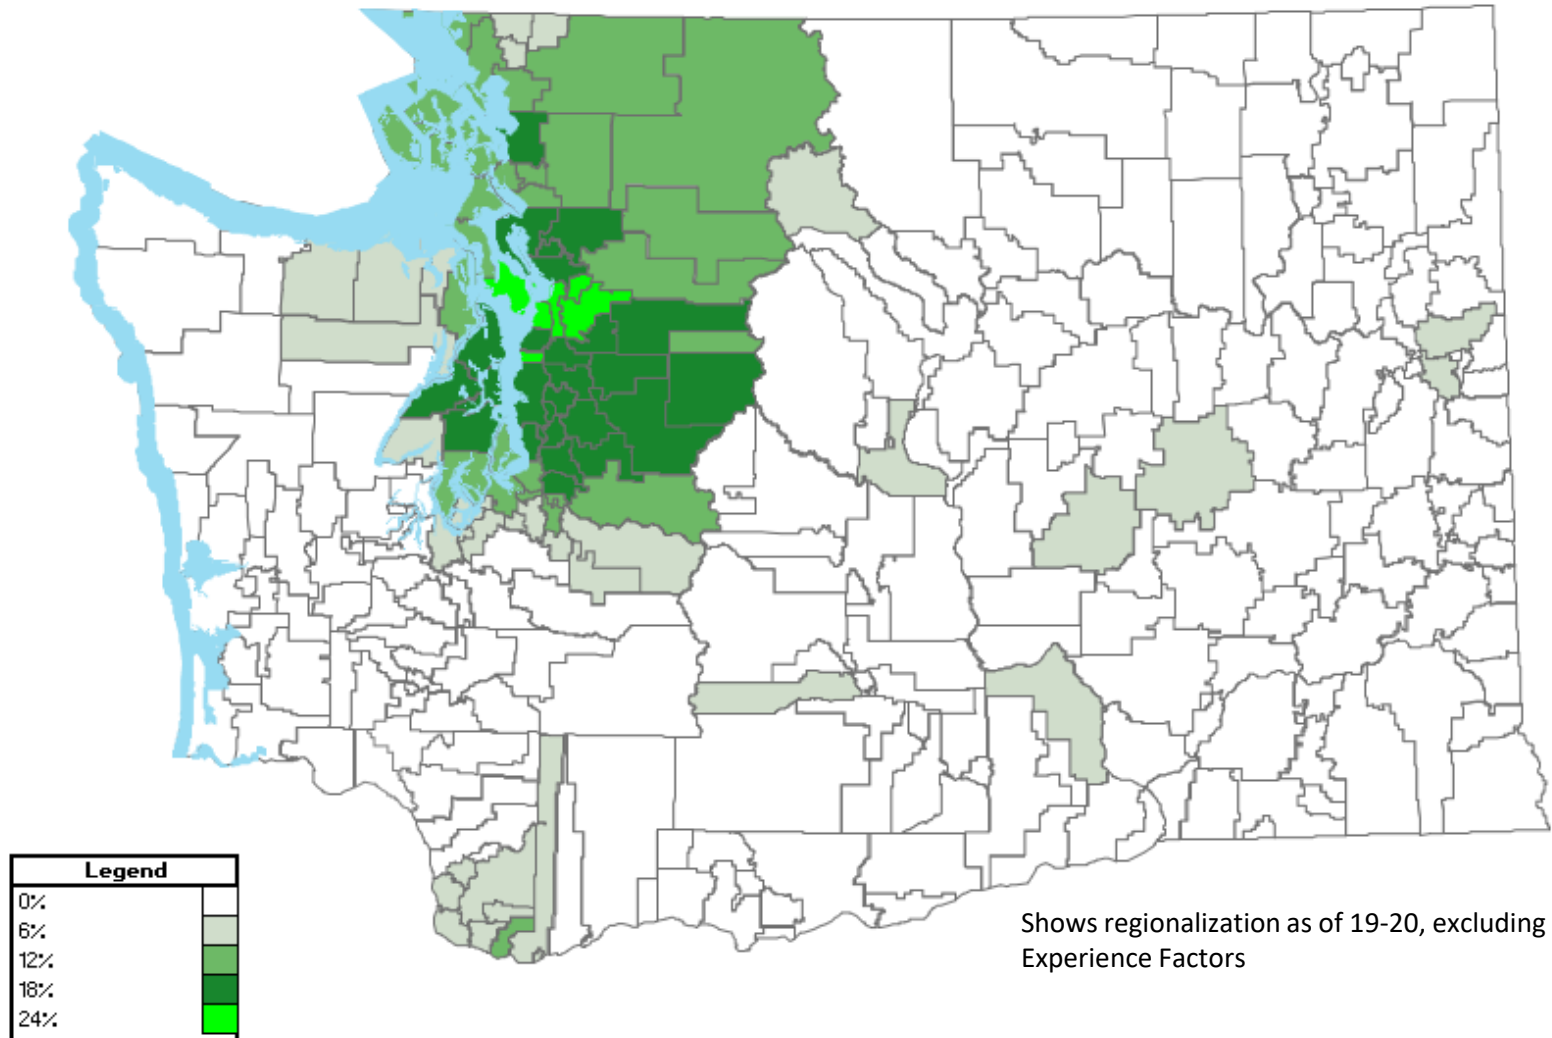 Legend
0%
6%
12%
18%
24%
Shows regionalization as of 19-20, excluding
Experience Factors